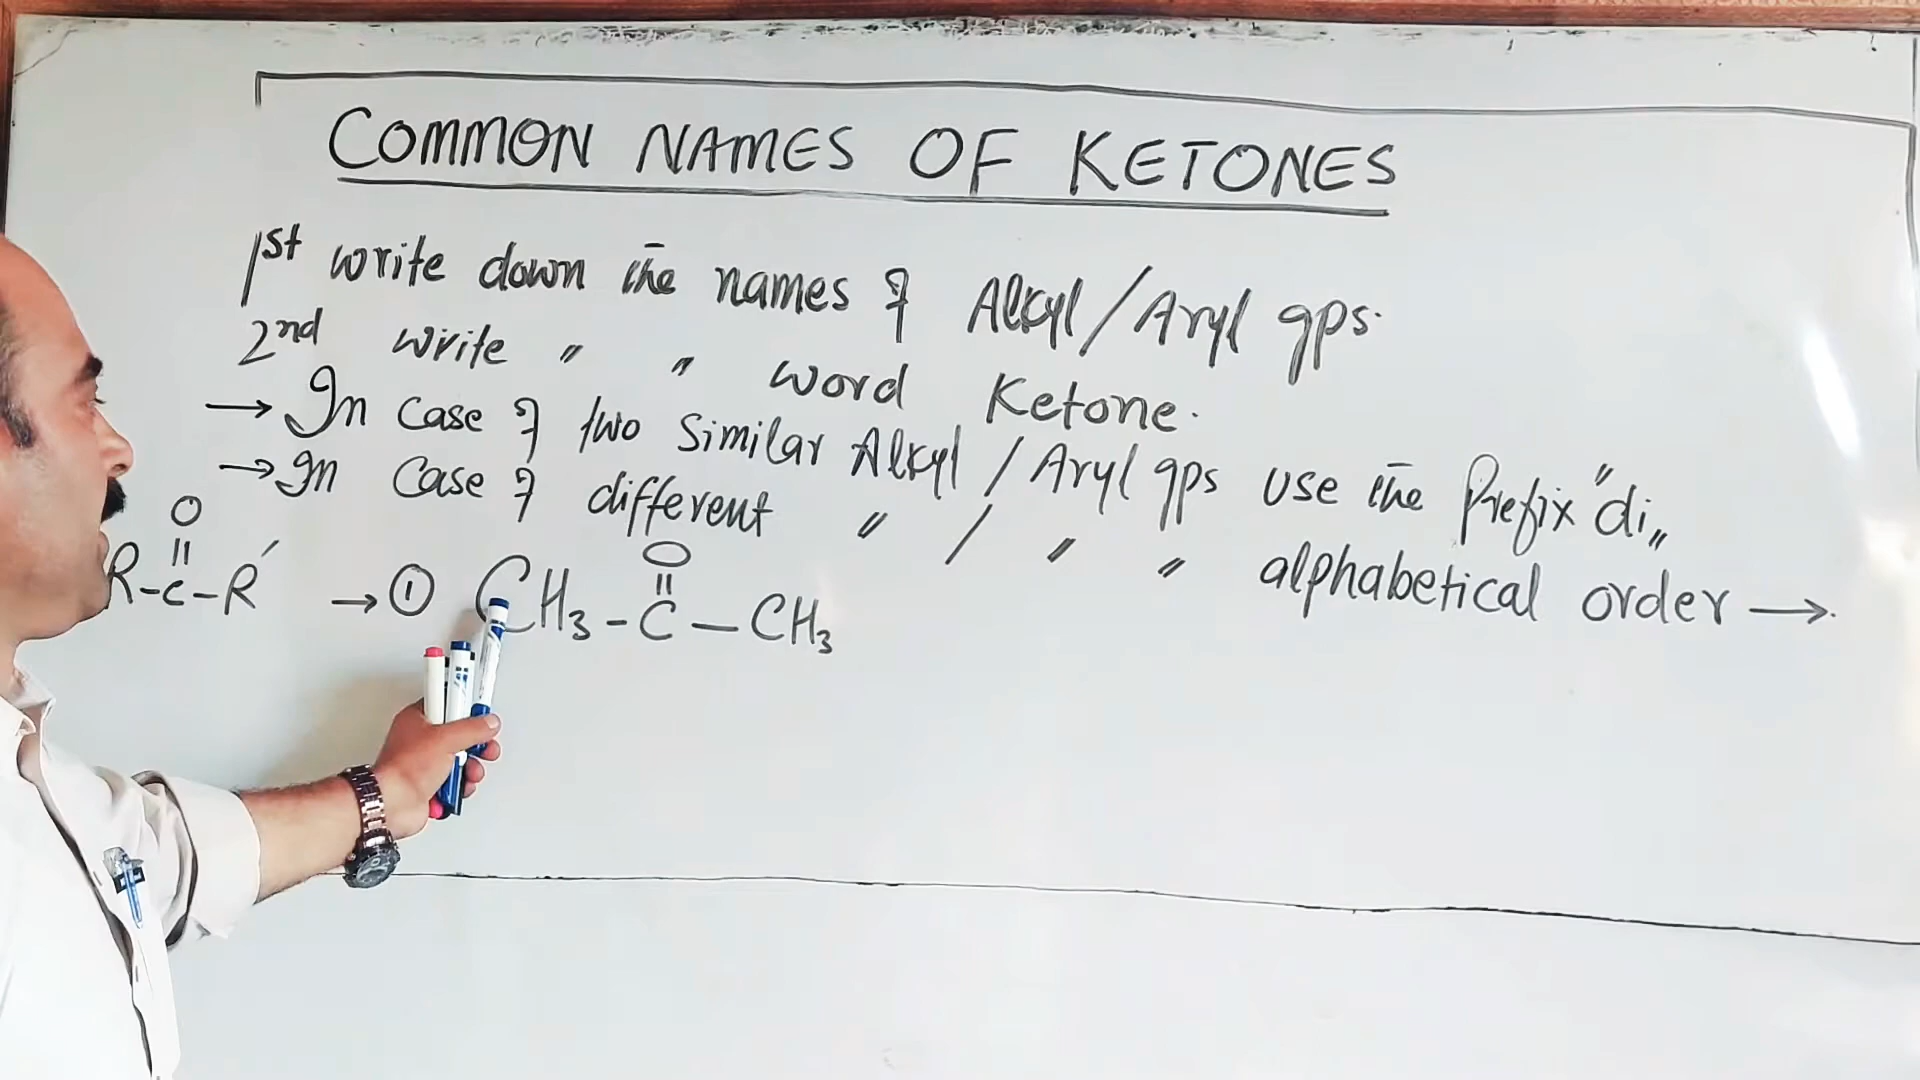 COMMON NAMES OF KETONES
1st write down the names of Alkyl/Aryl gps.
2nd write " " word Ketone.
→ In case of two similar Alkyl/Aryl gps use the Prefix "di"
→ In case of different " / " " alphabetical order →
O
||
R-C-R' → ① CH₃-C-CH₃
O
||